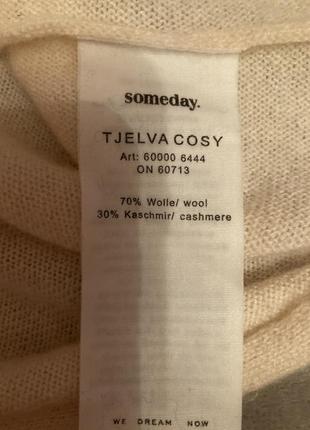 someday.
TJELVA COSY
Art: 60000 6444
ON 60713
70% Wolle/ wool
30% Kaschmir/ cashmere
WE DREAM NOW